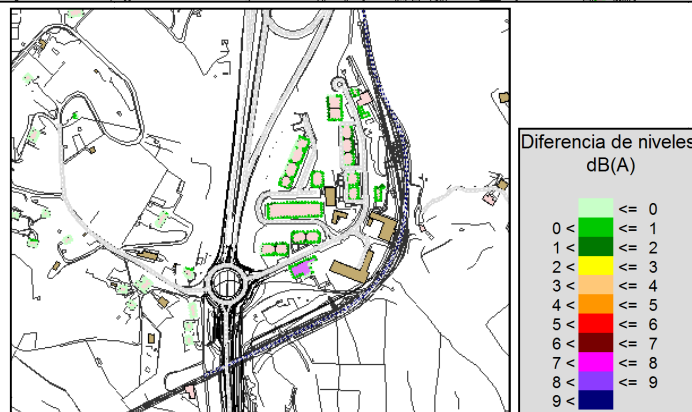 Diferencia de niveles
dB(A)
<= 0
0 < <= 1
1 < <= 2
2 < <= 3
3 < <= 4
4 < <= 5
5 < <= 6
6 < <= 7
7 < <= 8
8 < <= 9
9 <